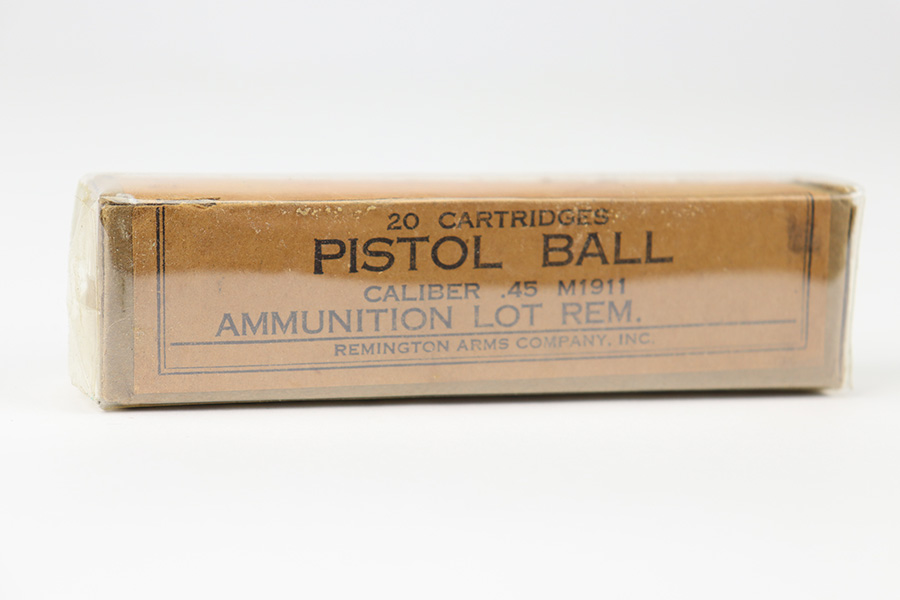 20 CARTRIDGES
PISTOL BALL
CALIBER .45 M1911
AMMUNITION LOT REM.
REMINGTON ARMS COMPANY, INC.